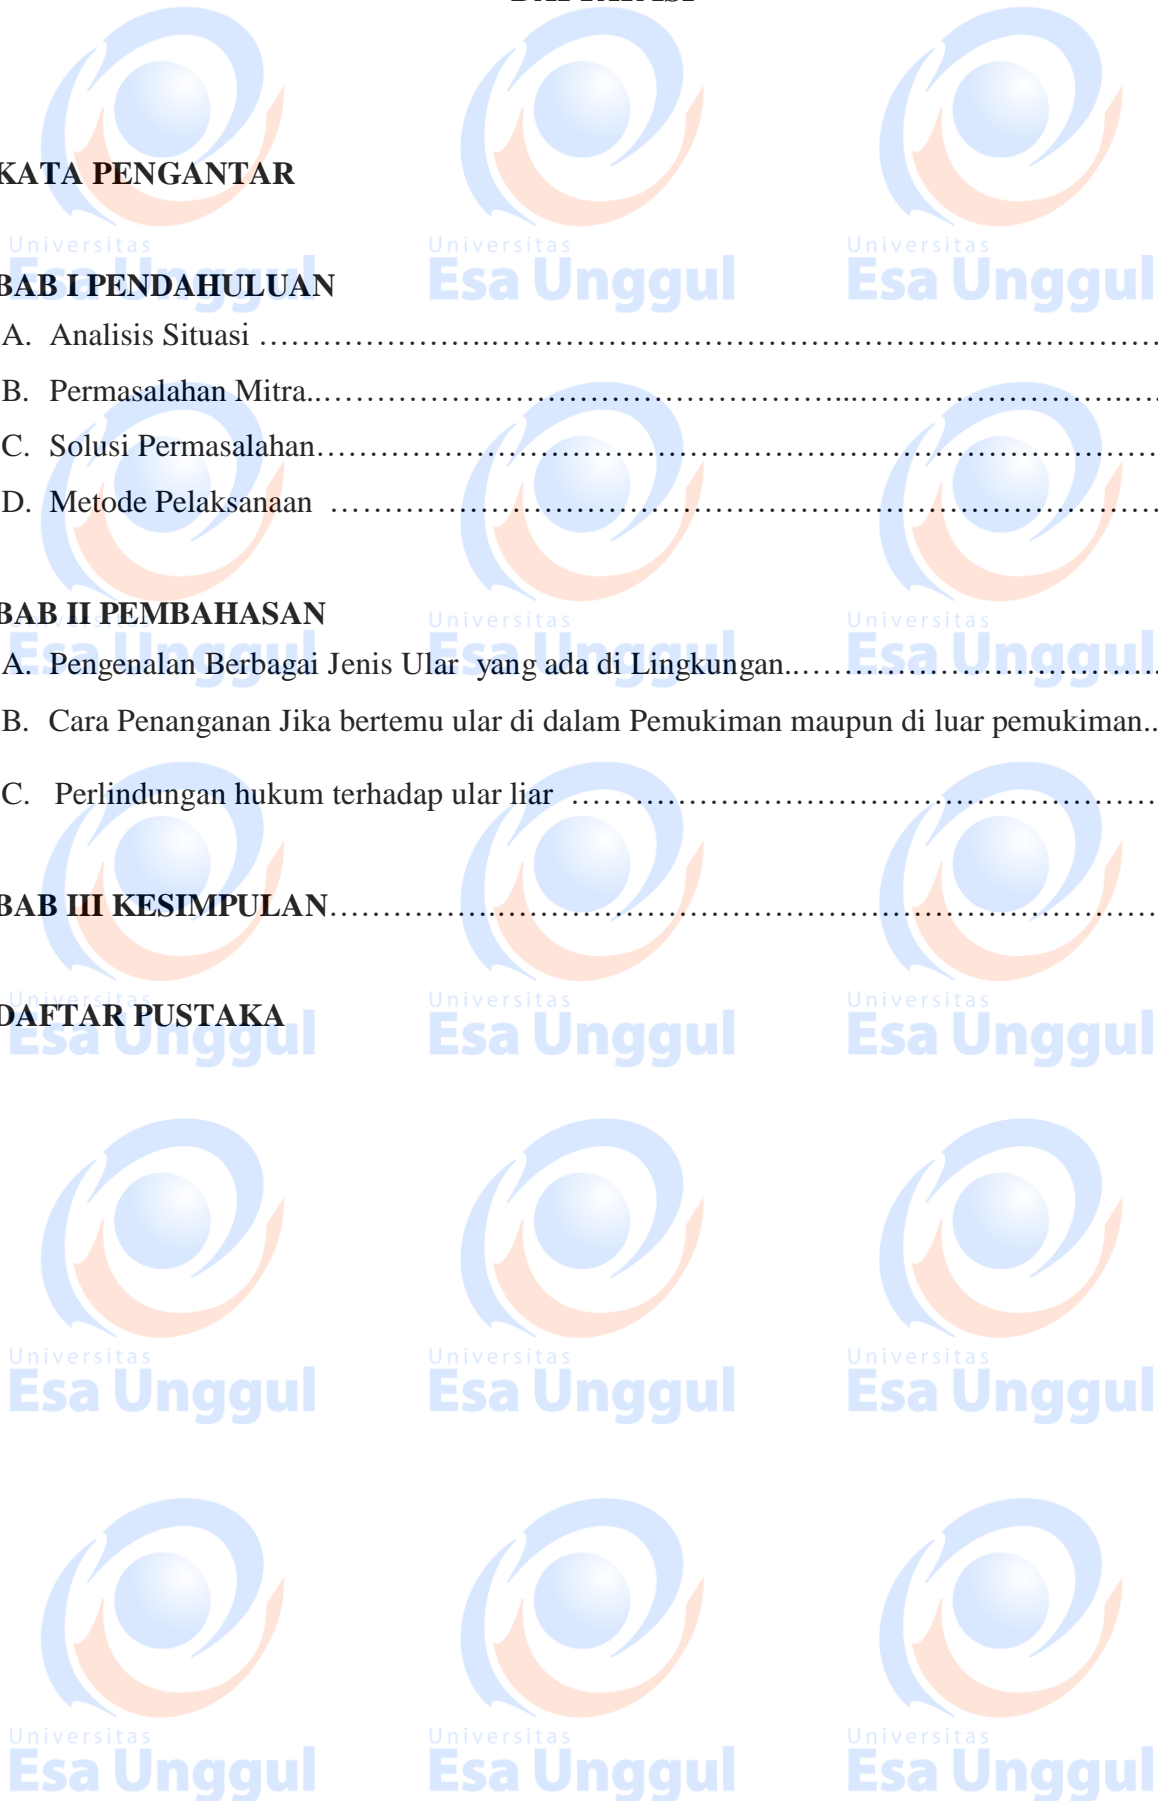 DAFTAR ISI
KATA PENGANTAR
BAB I PENDAHULUAN
A. Analisis Situasi ……………………….……………………………………………………………………
B. Permasalahan Mitra..……………………………………………………...…………………………….…..
C. Solusi Permasalahan…………………………………………………………………………………………
D. Metode Pelaksanaan …………………………………………………………………………………………
BAB II PEMBAHASAN
A. Pengenalan Berbagai Jenis Ular yang ada di Lingkungan..……………………………………
B. Cara Penanganan Jika bertemu ular di dalam Pemukiman maupun di luar pemukiman..
C. Perlindungan hukum terhadap ular liar ……………………………………………………………
BAB III KESIMPULAN………………..…………………………………………………………………………
DAFTAR PUSTAKA
Universitas
Esa Unggul